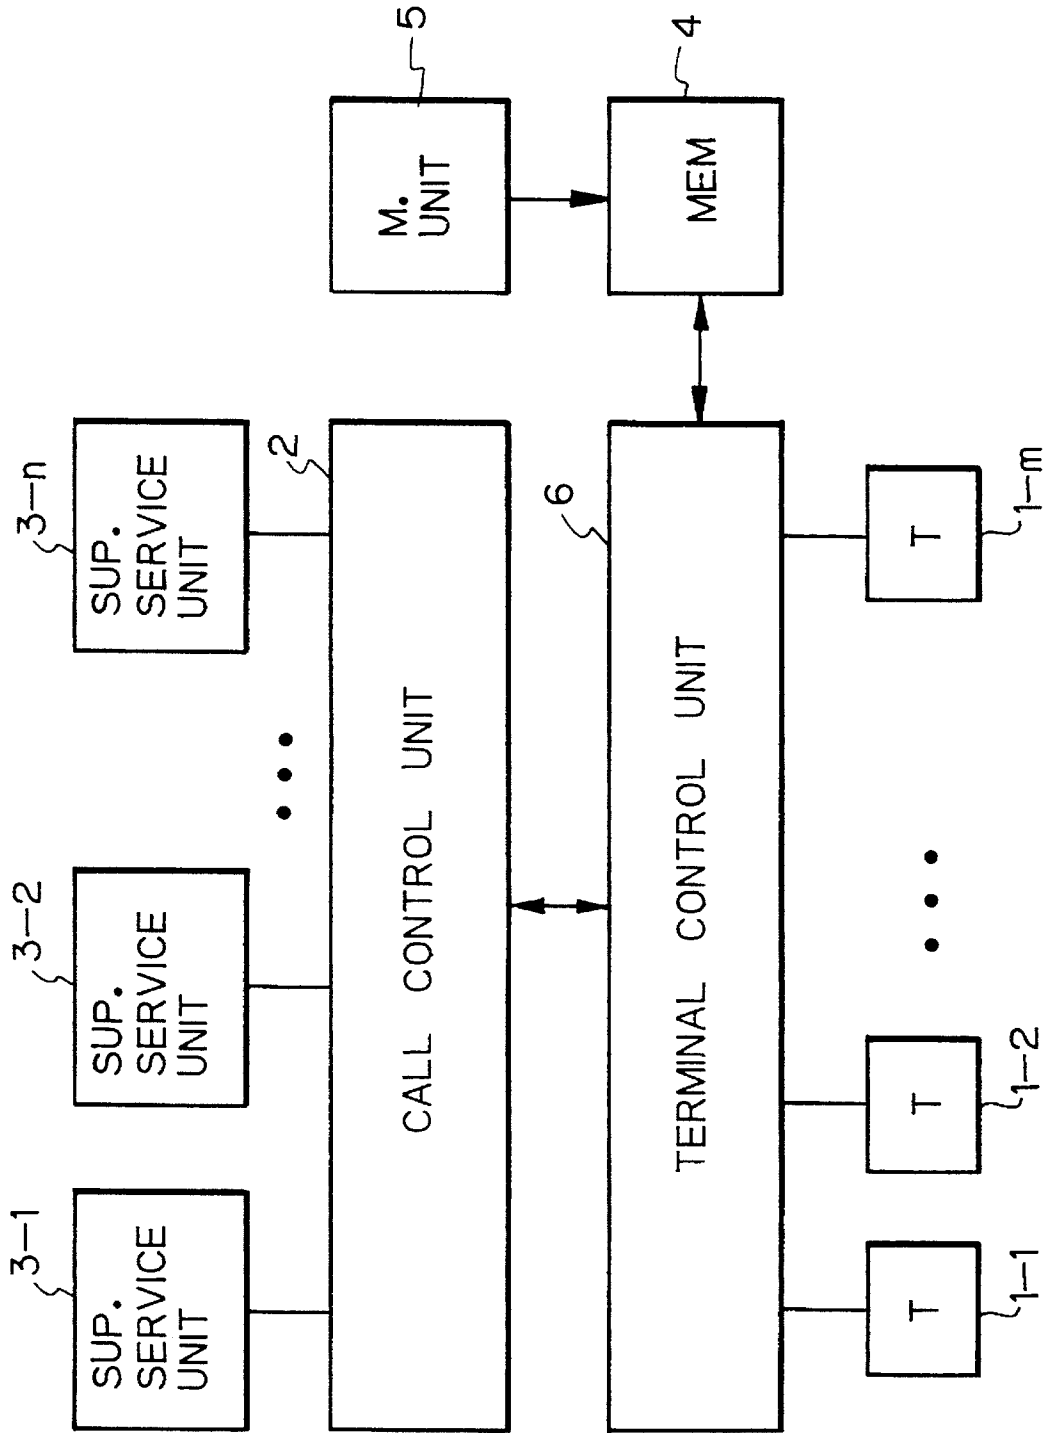 3-1
3-2
3-n
SUP.
SERVICE
UNIT
SUP.
SERVICE
UNIT
SUP.
SERVICE
UNIT
2
5
CALL CONTROL UNIT
M.
UNIT
6
4
TERMINAL CONTROL UNIT
MEM
T
T
T
1-1
1-2
1-m